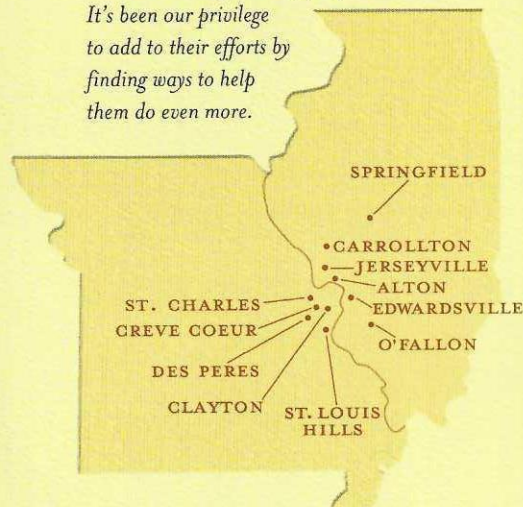 It's been our privilege
to add to their efforts by
finding ways to help
them do even more.
SPRINGFIELD
CARROLLTON
JERSEYVILLE
ALTON
EDWARDSVILLE
O'FALLON
ST. CHARLES
CREVE COEUR
DES PERES
CLAYTON
ST. LOUIS
HILLS